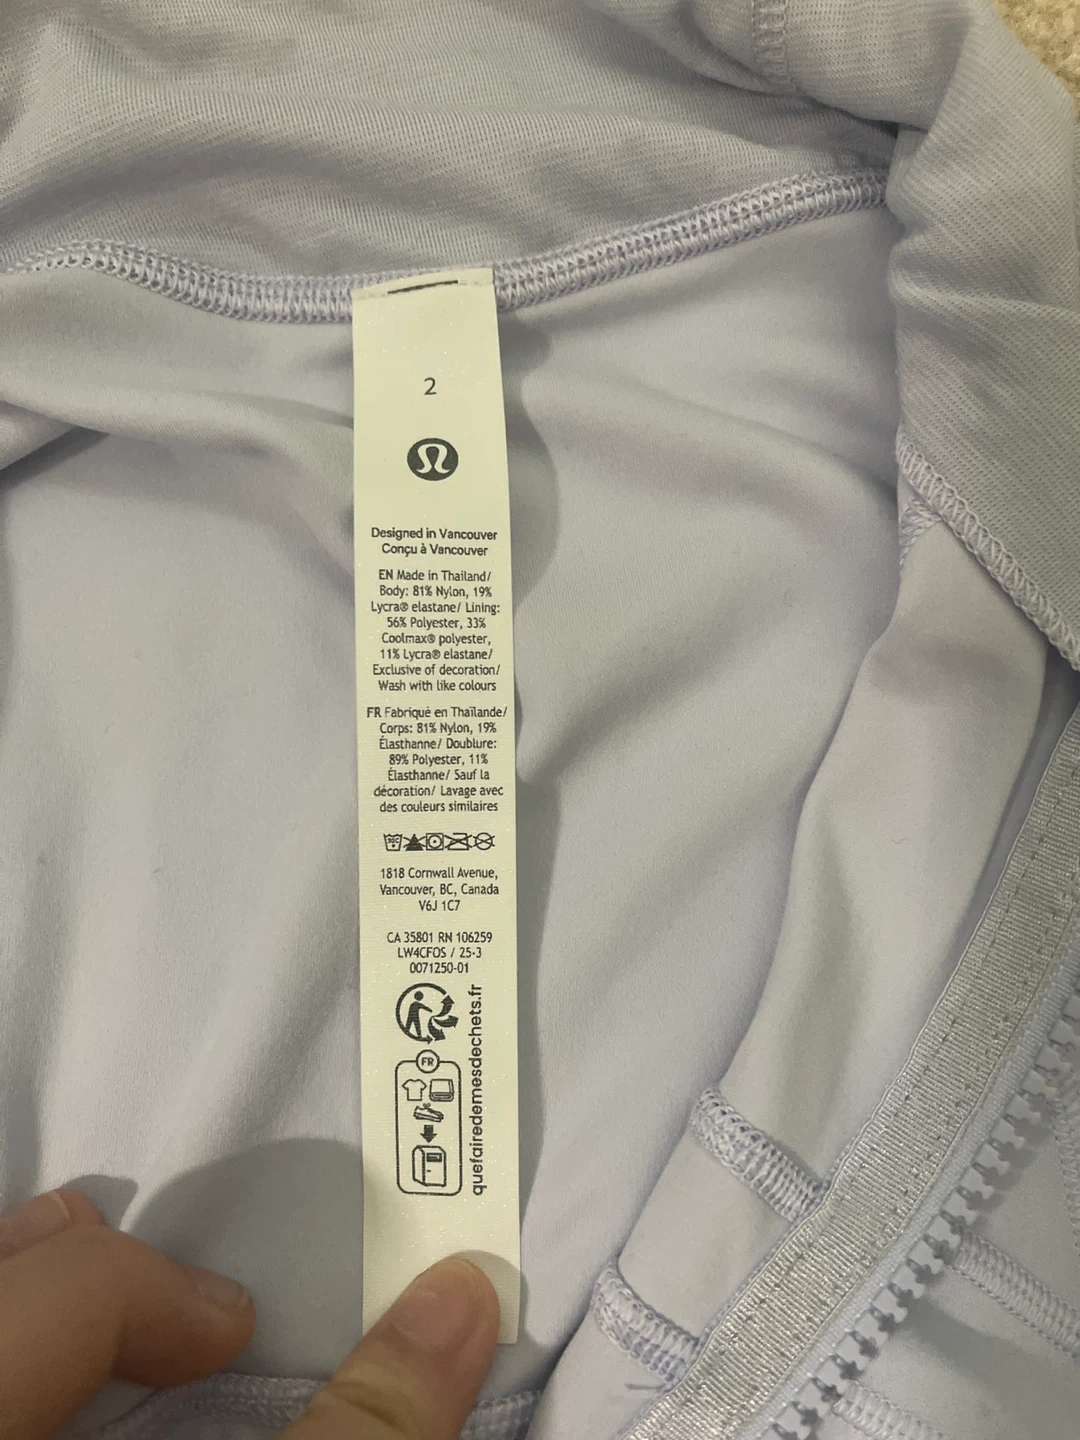 2
Designed in Vancouver
Conçu à Vancouver
EN Made in Thailand/
Body: 81% Nylon, 19%
Lycra® elastane/ Lining:
56% Polyester, 33%
Coolmax® polyester,
11% Lycra® elastane/
Exclusive of decoration/
Wash with like colours
FR Fabriqué en Thaïlande/
Corps: 81% Nylon, 19%
Élasthanne/ Doublure:
89% Polyester, 11%
Élasthanne/ Sauf la
décoration/ Lavage avec
des couleurs similaires
30C
1818 Cornwall Avenue,
Vancouver, BC, Canada
V6J 1C7
CA 35801 RN 106259
LW4CFOS / 25-3
0071250-01
FR
quefairedemesdechets.fr